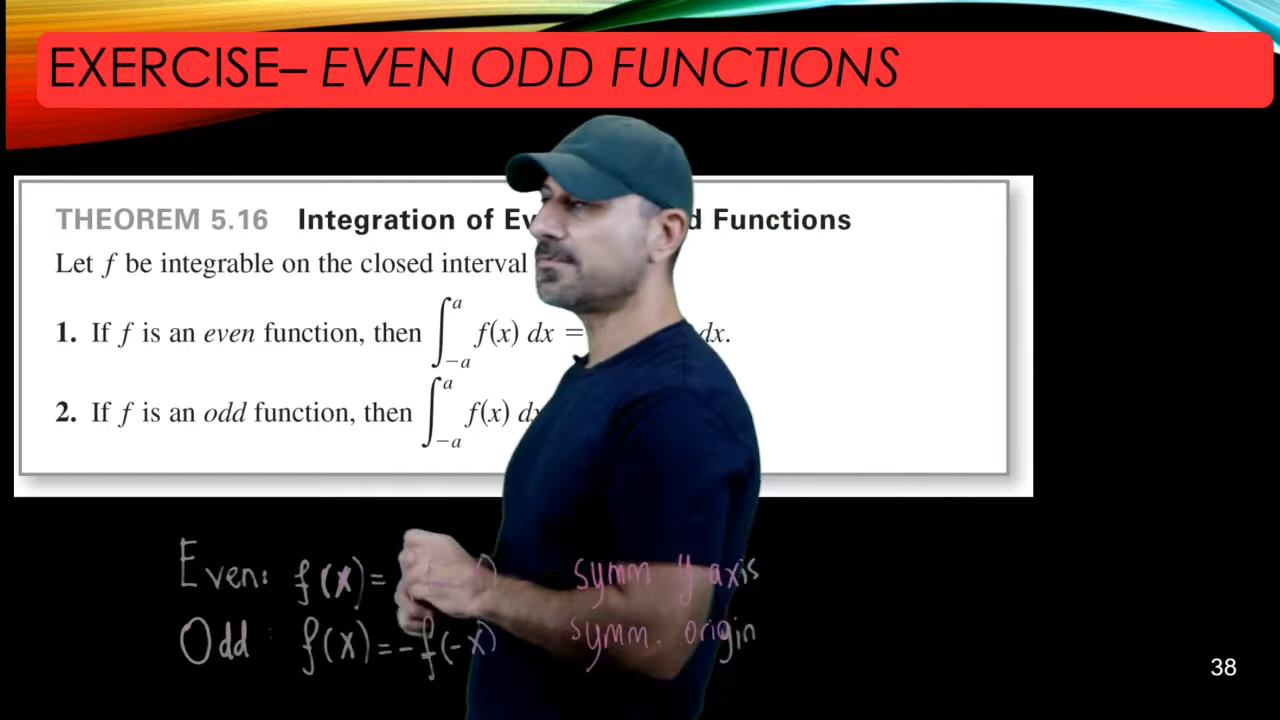 EXERCISE– EVEN ODD FUNCTIONS
THEOREM 5.16 Integration of Ev d Functions
Let f be integrable on the closed interval
1. If f is an even function, then ∫_{-a}^{a} f(x) dx = dx.
2. If f is an odd function, then ∫_{-a}^{a} f(x) d
Even: f(x)= symm y axis
Odd : f(x)=-f(-x) symm. origin
38